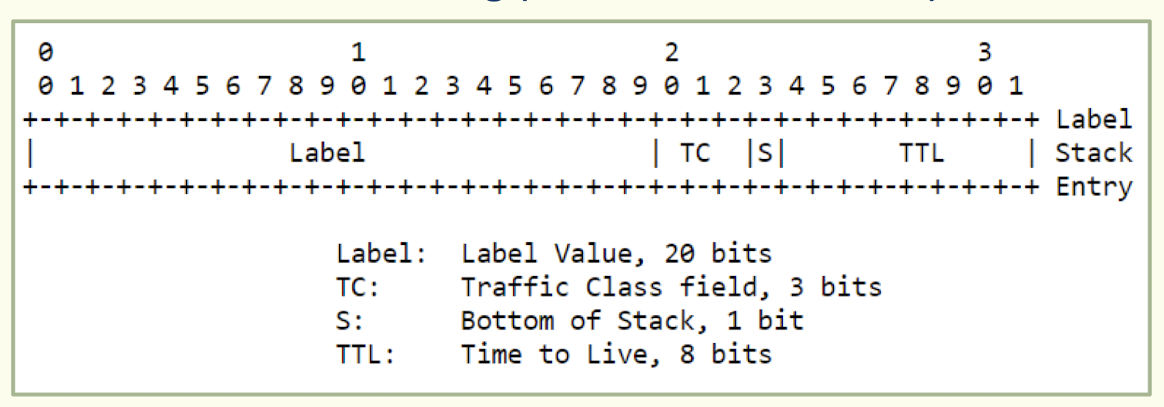 0                   1                   2                   3
0 1 2 3 4 5 6 7 8 9 0 1 2 3 4 5 6 7 8 9 0 1 2 3 4 5 6 7 8 9 0 1
+-+-+-+-+-+-+-+-+-+-+-+-+-+-+-+-+-+-+-+-+-+-+-+-+-+-+-+-+-+-+-+-+ Label
|                Label                  | TC  |S|       TTL     | Stack
+-+-+-+-+-+-+-+-+-+-+-+-+-+-+-+-+-+-+-+-+-+-+-+-+-+-+-+-+-+-+-+-+ Entry
Label:  Label Value, 20 bits
TC:     Traffic Class field, 3 bits
S:      Bottom of Stack, 1 bit
TTL:    Time to Live, 8 bits